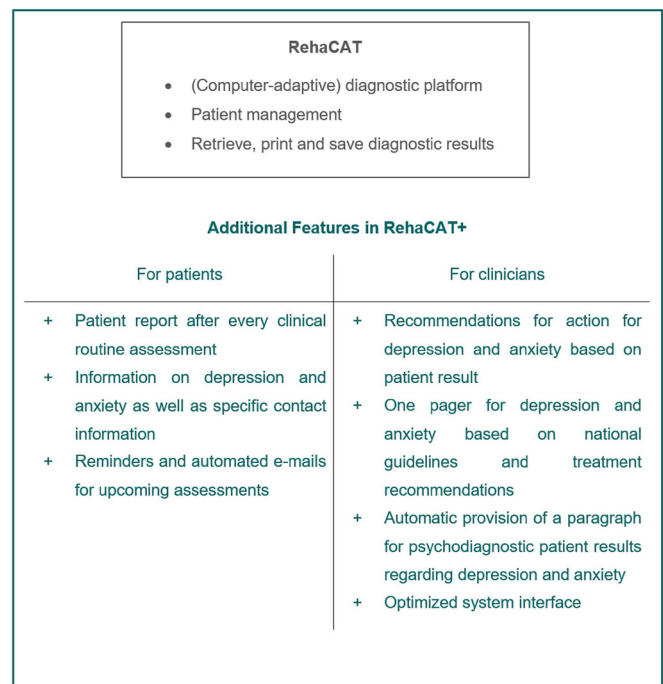 RehaCAT
• (Computer-adaptive) diagnostic platform
• Patient management
• Retrieve, print and save diagnostic results
Additional Features in RehaCAT+
For patients
+ Patient report after every clinical
routine assessment
+ Information on depression and
anxiety as well as specific contact
information
+ Reminders and automated e-mails
for upcoming assessments
For clinicians
+ Recommendations for action for
depression and anxiety based on
patient result
+ One pager for depression and
anxiety based on national
guidelines and treatment
recommendations
+ Automatic provision of a paragraph
for psychodiagnostic patient results
regarding depression and anxiety
+ Optimized system interface